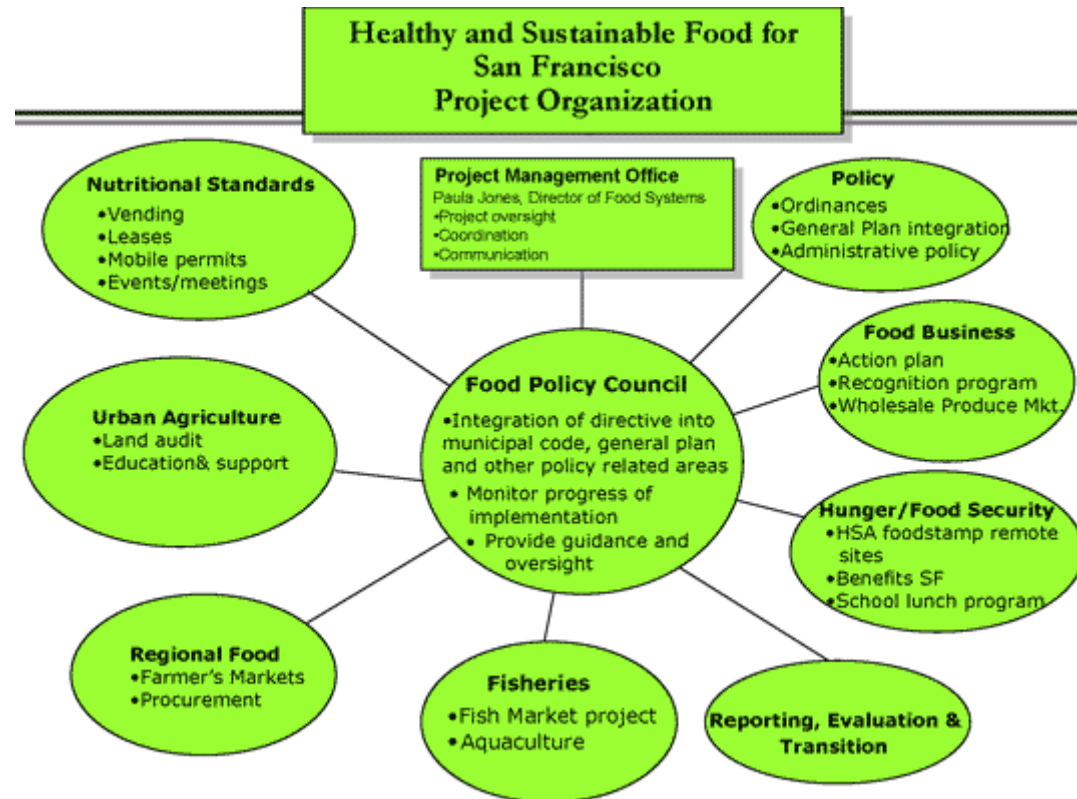 Healthy and Sustainable Food for
San Francisco
Project Organization
Nutritional Standards
•Vending
•Leases
•Mobile permits
•Events/meetings
Project Management Office
Paula Jones, Director of Food Systems
•Project oversight
•Coordination
•Communication
Policy
•Ordinances
•General Plan integration
•Administrative policy
Food Business
•Action plan
•Recognition program
•Wholesale Produce Mkt.
Food Policy Council
•Integration of directive into
municipal code, general plan
and other policy related areas
• Monitor progress of
implementation
• Provide guidance and
oversight
Urban Agriculture
•Land audit
•Education& support
Hunger/Food Security
•HSA foodstamp remote
sites
•Benefits SF
•School lunch program
Regional Food
•Farmer's Markets
•Procurement
Fisheries
•Fish Market project
•Aquaculture
Reporting, Evaluation &
Transition